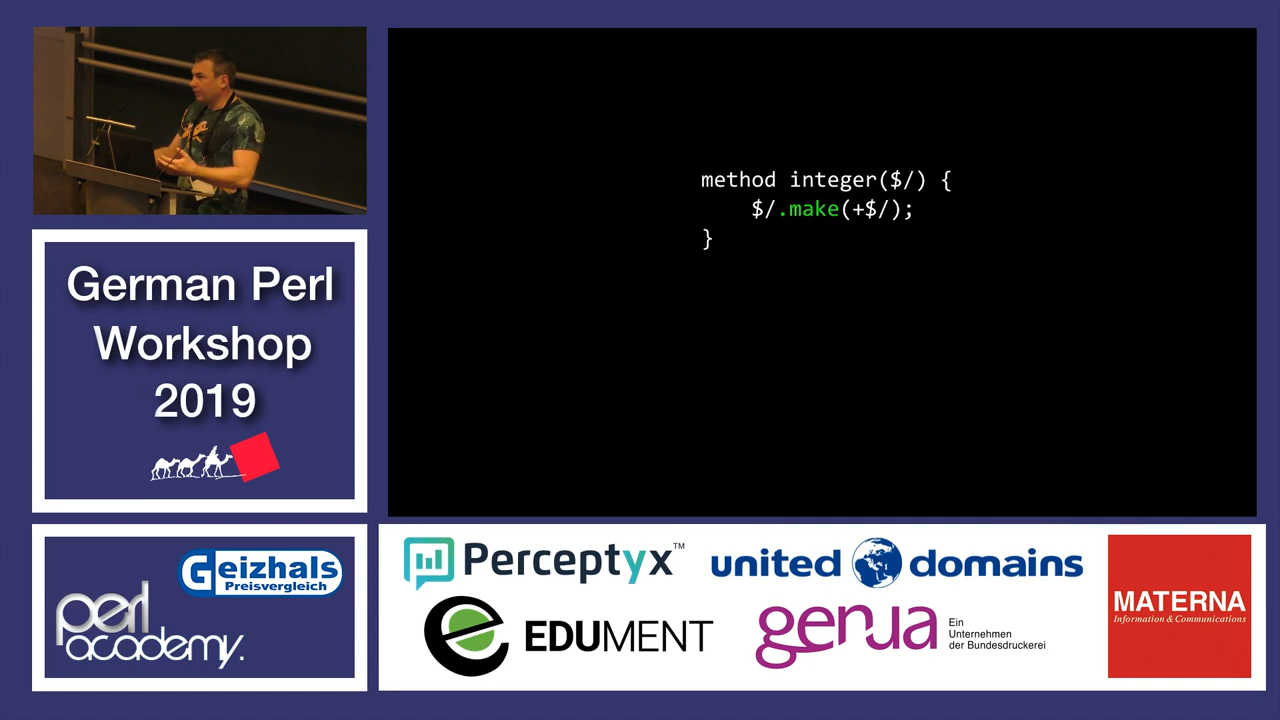 method integer($/) {
    $/.make(+$/);
}
German Perl
Workshop
2019
Geizhals
Preisvergleich
perl
academy.
Perceptyx™
united domains
EDUMENT
genua
Ein
Unternehmen
der Bundesdruckerei
MATERNA
Information & Communications